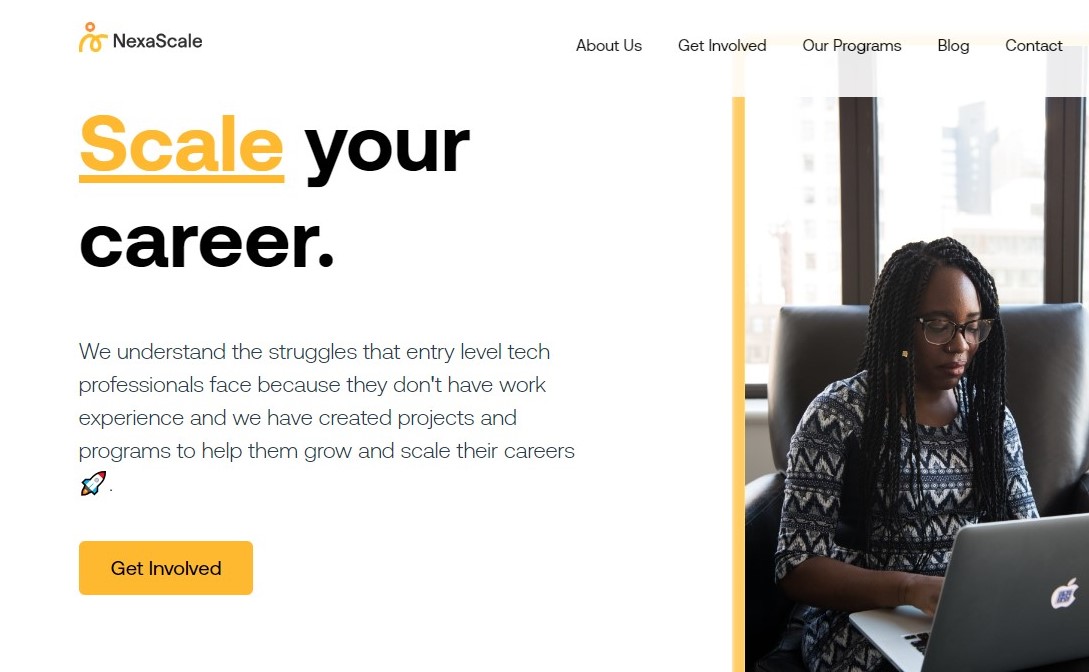 NexaScale
About Us Get Involved Our Programs Blog Contact
Scale your
career.
We understand the struggles that entry level tech
professionals face because they don't have work
experience and we have created projects and
programs to help them grow and scale their careers
🚀 .
Get Involved